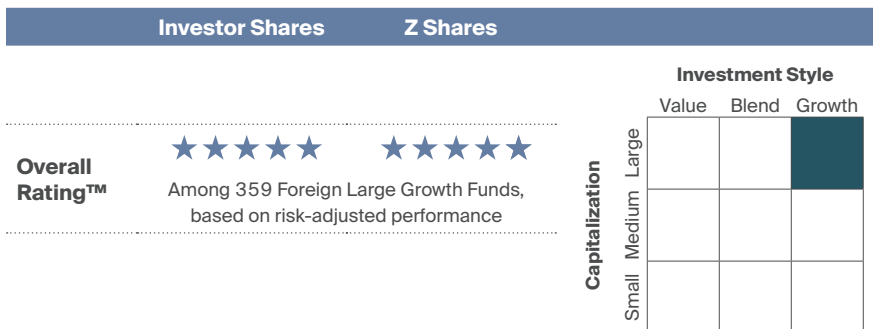 Investor Shares Z Shares
Investment Style
Value Blend Growth
Overall
Rating™
★★★★★ ★★★★★
Among 359 Foreign Large Growth Funds,
based on risk-adjusted performance
Capitalization
Large
Medium
Small